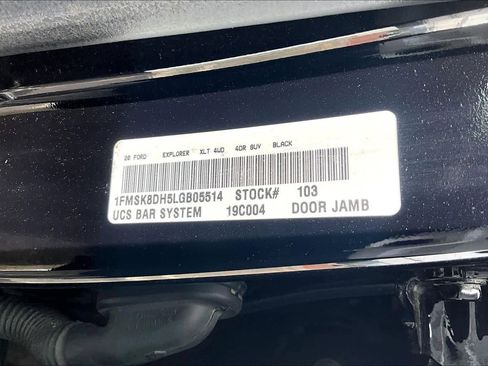 20 FORD EXPLORER XLT 4WD 4DR SUV BLACK
1FMSK8DH5LGB05514 STOCK# 103
UCS BAR SYSTEM 19C004 DOOR JAMB